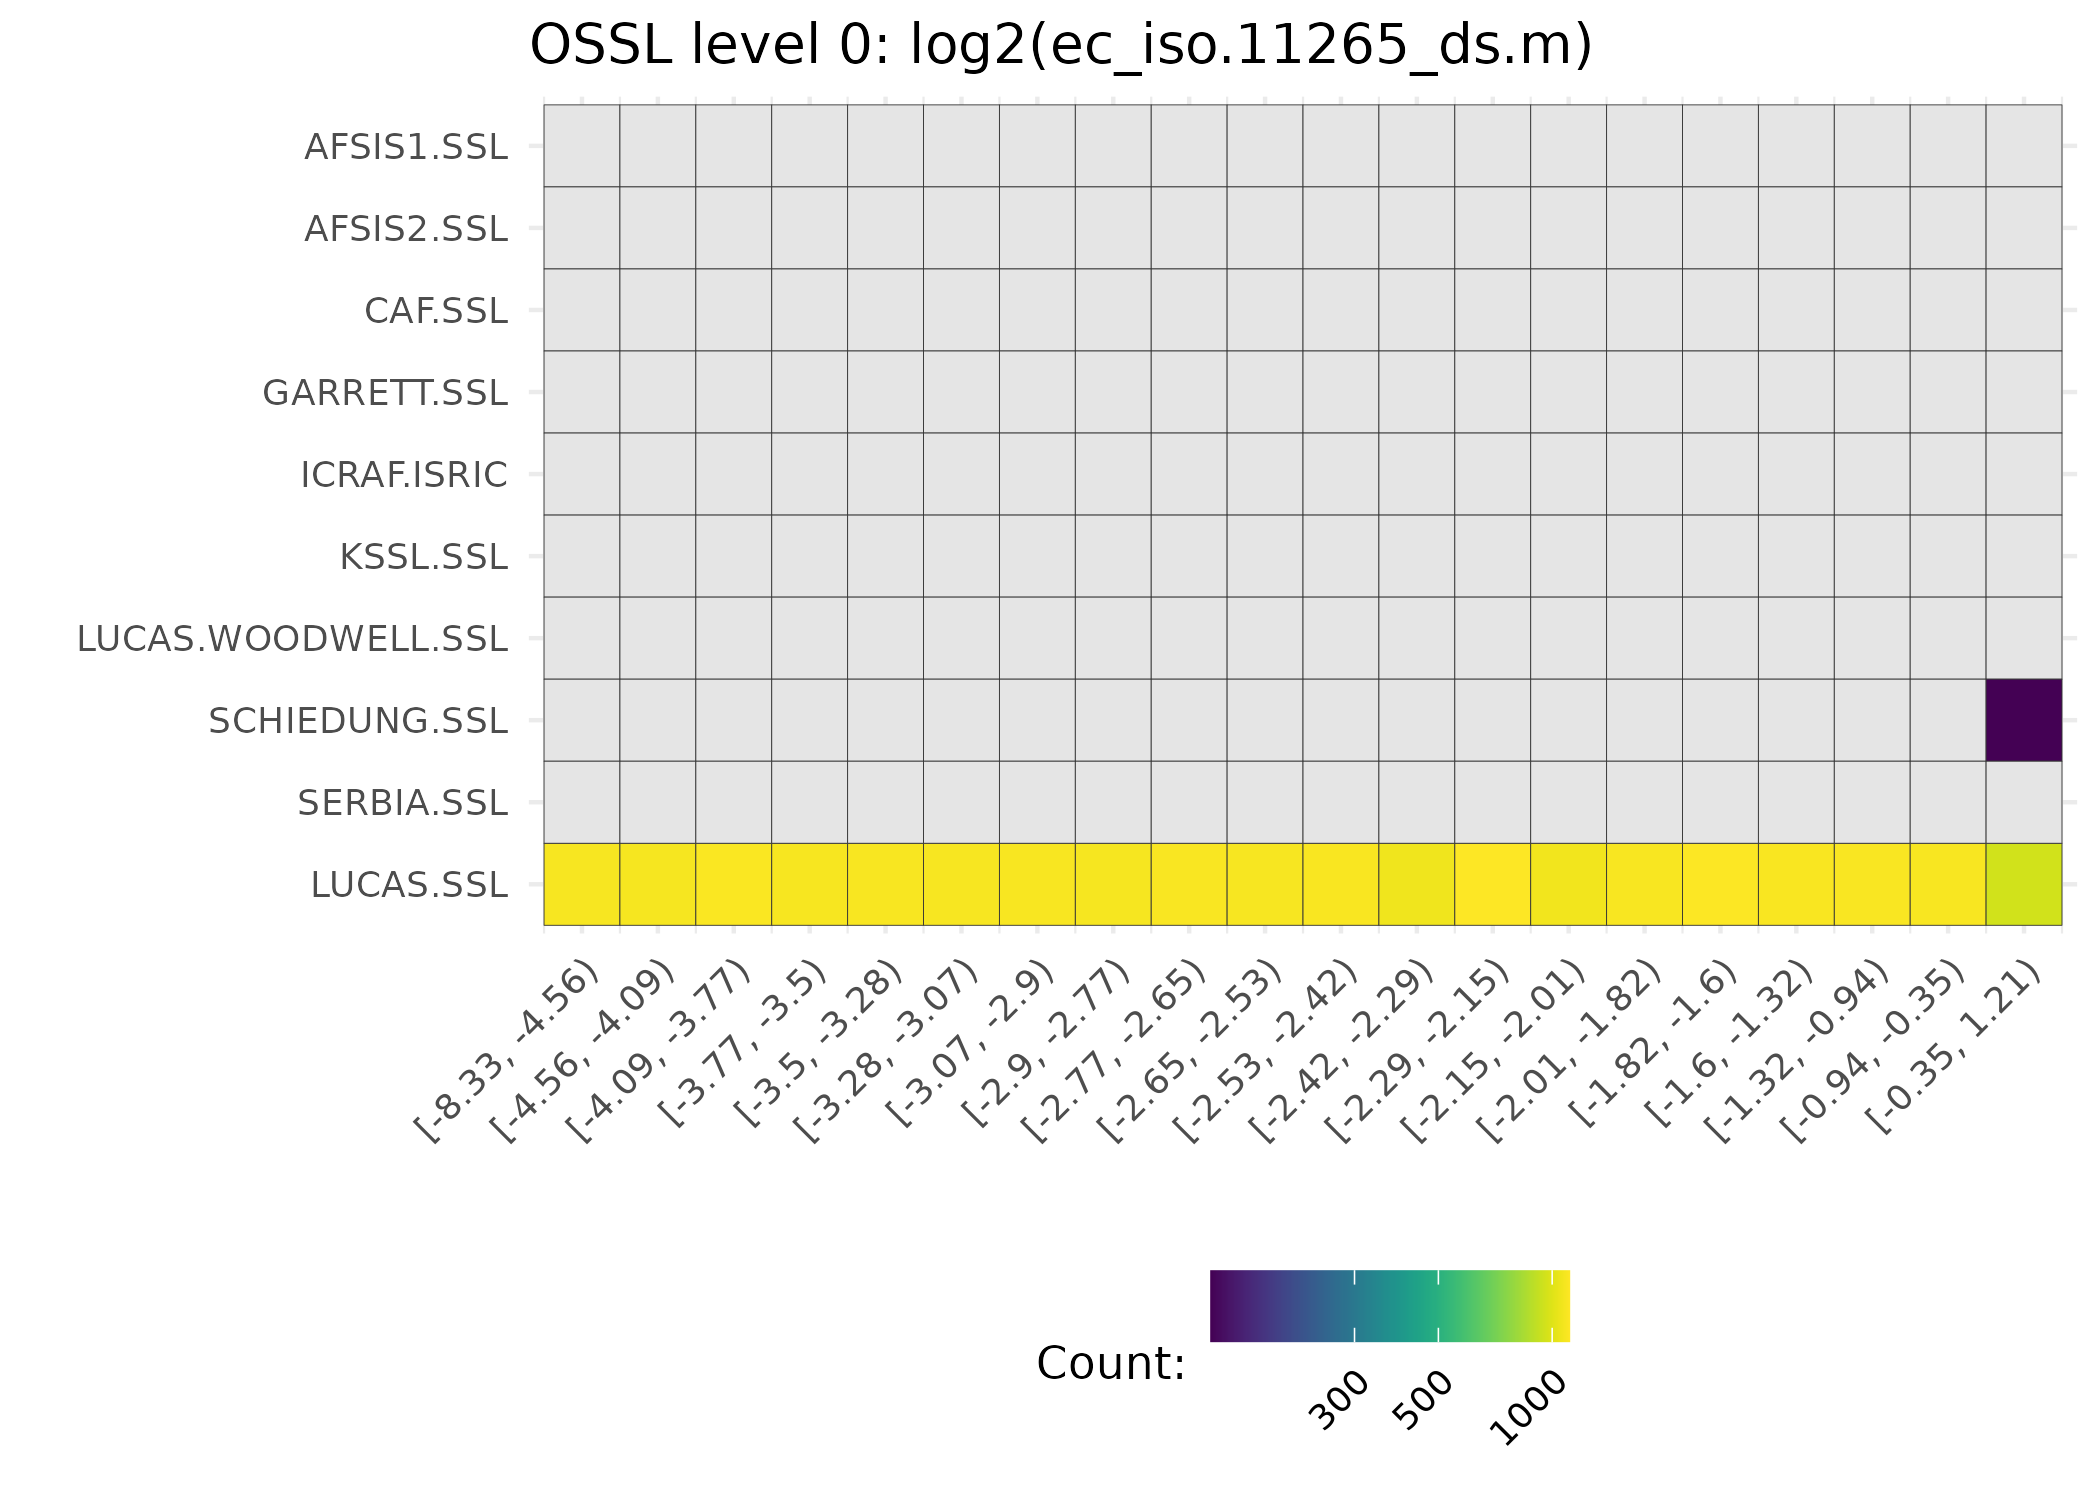 OSSL level 0: log2(ec_iso.11265_ds.m)
AFSIS1.SSL
AFSIS2.SSL
CAF.SSL
GARRETT.SSL
ICRAF.ISRIC
KSSL.SSL
LUCAS.WOODWELL.SSL
SCHIEDUNG.SSL
SERBIA.SSL
LUCAS.SSL
[-8.33, -4.56)
[-4.56, -4.09)
[-4.09, -3.77)
[-3.77, -3.5)
[-3.5, -3.28)
[-3.28, -3.07)
[-3.07, -2.9)
[-2.9, -2.77)
[-2.77, -2.65)
[-2.65, -2.53)
[-2.53, -2.42)
[-2.42, -2.29)
[-2.29, -2.15)
[-2.15, -2.01)
[-2.01, -1.82)
[-1.82, -1.6)
[-1.6, -1.32)
[-1.32, -0.94)
[-0.94, -0.35)
[-0.35, 1.21)
Count:
300
500
1000